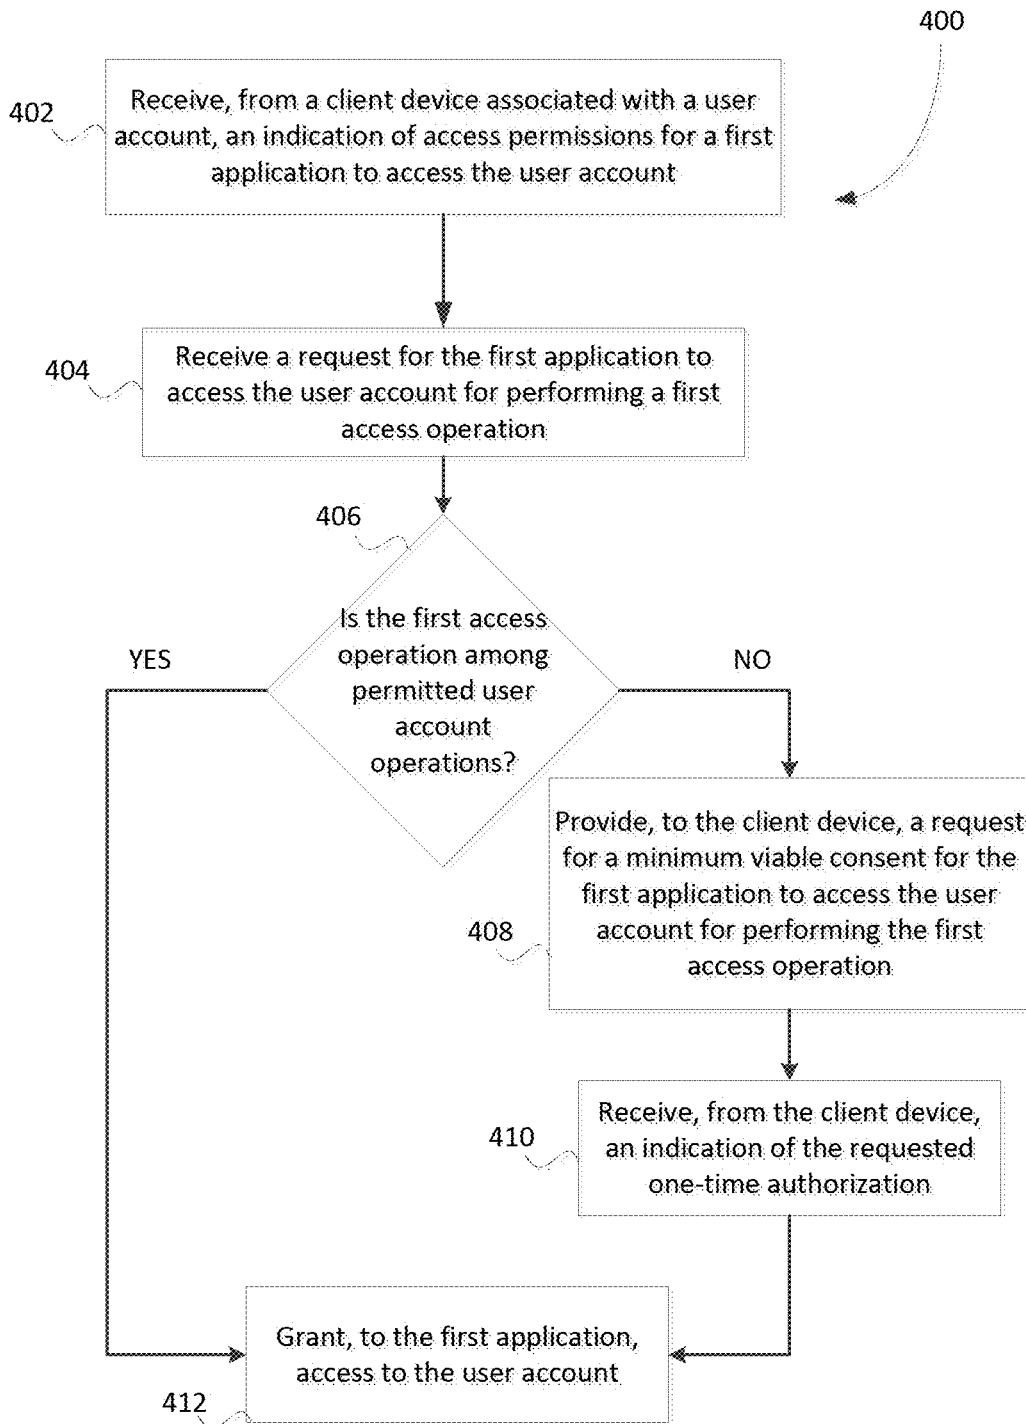 400
402
Receive, from a client device associated with a user
account, an indication of access permissions for a first
application to access the user account
404
Receive a request for the first application to
access the user account for performing a first
access operation
406
Is the first access
operation among
permitted user
account
operations?
YES
NO
408
Provide, to the client device, a request
for a minimum viable consent for the
first application to access the user
account for performing the first
access operation
410
Receive, from the client device,
an indication of the requested
one-time authorization
Grant, to the first application,
access to the user account
412